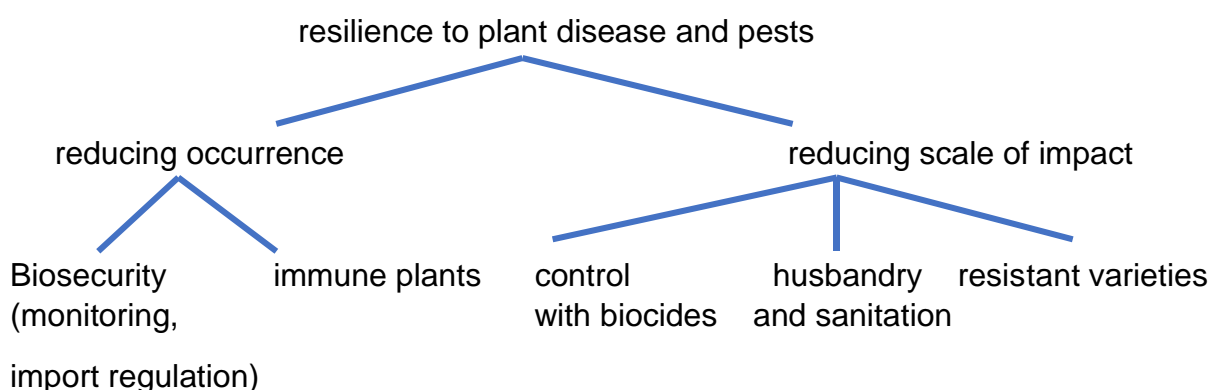 resilience to plant disease and pests
reducing occurrence
reducing scale of impact
Biosecurity
(monitoring,
import regulation)
immune plants
control
with biocides
husbandry
and sanitation
resistant varieties